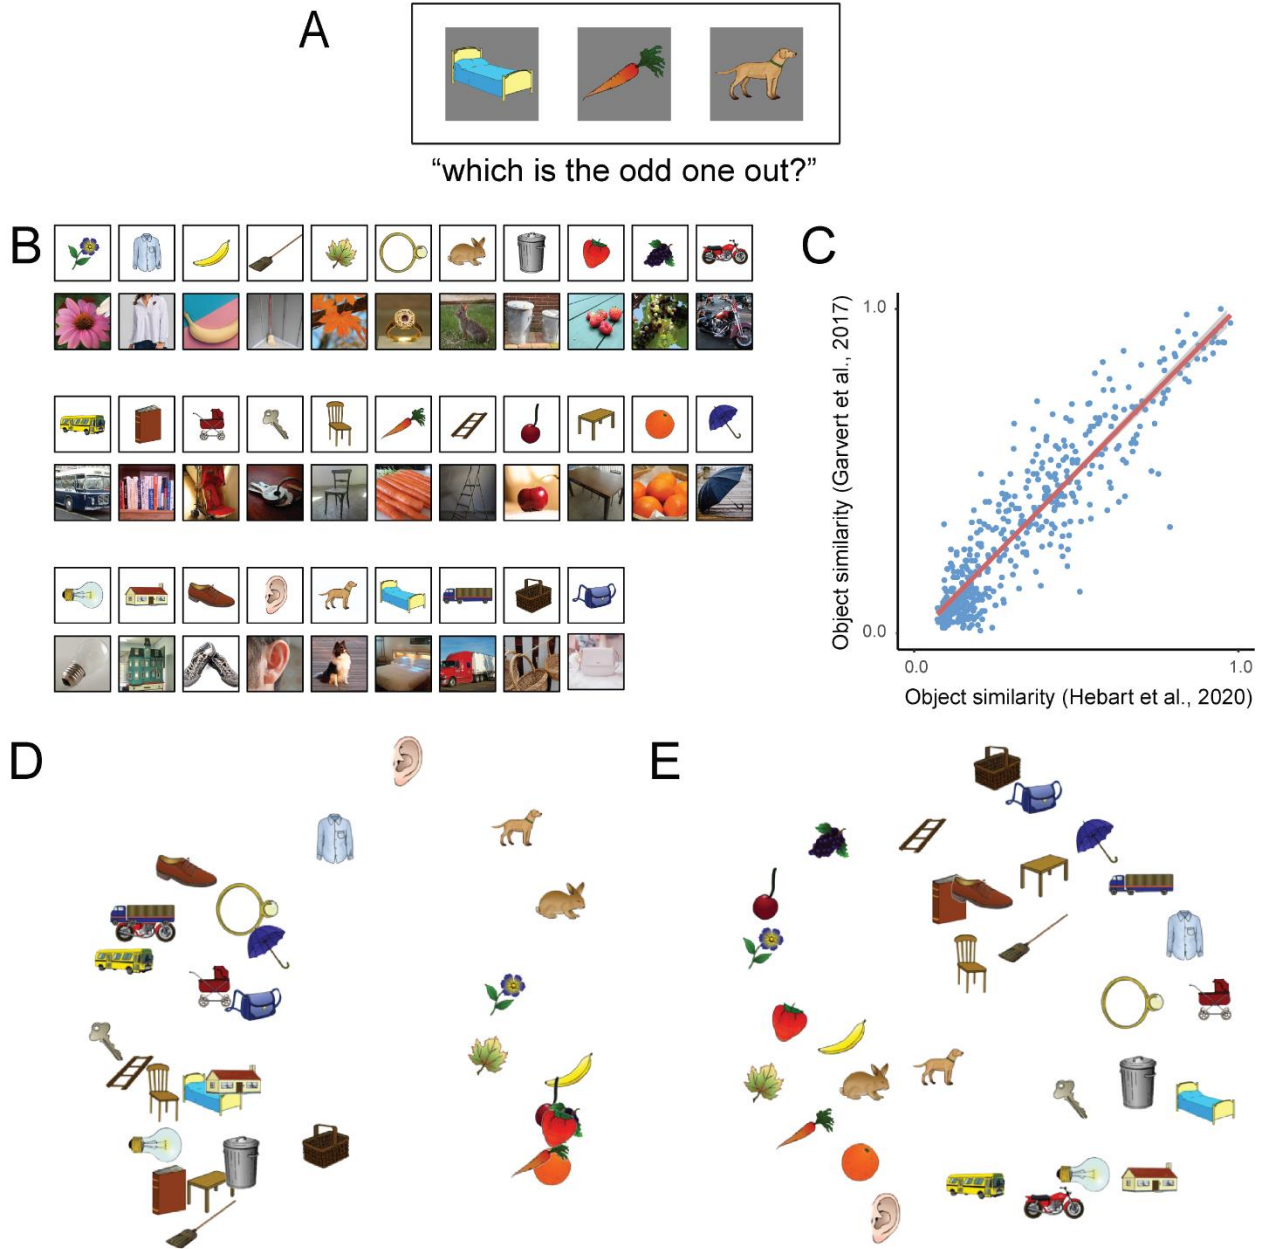 A
“which is the odd one out?”
B
C
Object similarity (Garvert et al., 2017)
1.0
0.0
0.0
1.0
Object similarity (Hebart et al., 2020)
D
E